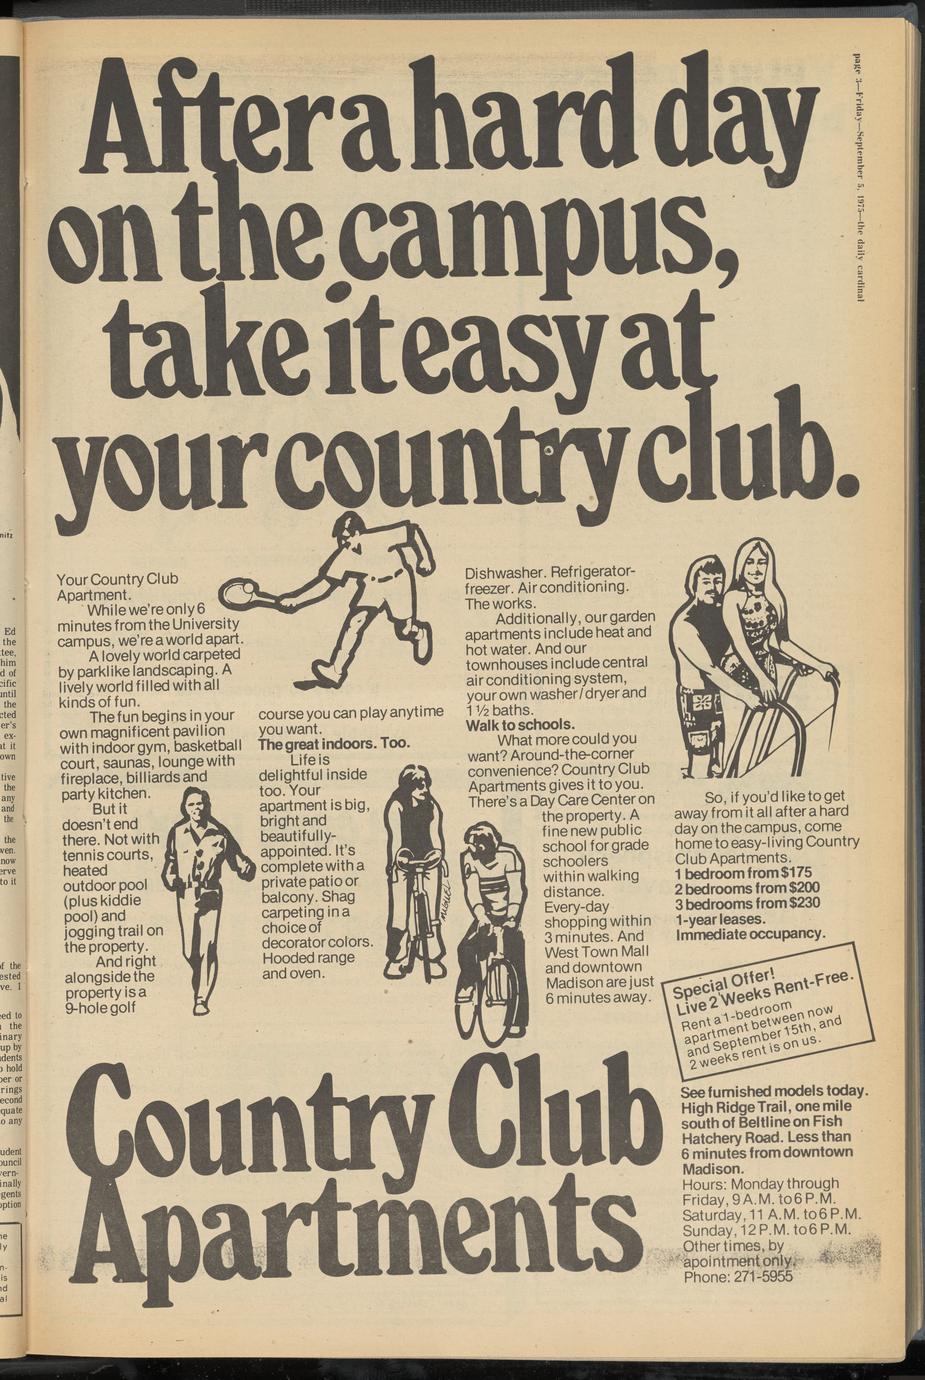 After a hard day
on the campus,
take it easy at
your country club.
page 3—Friday—September 5, 1975—the daily cardinal
Your Country Club
Apartment.
While we're only 6
minutes from the University
campus, we're a world apart.
A lovely world carpeted
by parklike landscaping. A
lively world filled with all
kinds of fun.
The fun begins in your
own magnificent pavilion
with indoor gym, basketball
court, saunas, lounge with
fireplace, billiards and
party kitchen.
But it
doesn't end
there. Not with
tennis courts,
heated
outdoor pool
(plus kiddie
pool) and
jogging trail on
the property.
And right
alongside the
property is a
9-hole golf
course you can play anytime
you want.
The great indoors. Too.
Life is
delightful inside
too. Your
apartment is big,
bright and
beautifully-
appointed. It's
complete with a
private patio or
balcony. Shag
carpeting in a
choice of
decorator colors.
Hooded range
and oven.
Dishwasher. Refrigerator-
freezer. Air conditioning.
The works.
Additionally, our garden
apartments include heat and
hot water. And our
townhouses include central
air conditioning system,
your own washer/dryer and
1½ baths.
Walk to schools.
What more could you
want? Around-the-corner
convenience? Country Club
Apartments gives it to you.
There's a Day Care Center on
the property. A
fine new public
school for grade
schoolers
within walking
distance.
Every-day
shopping within
3 minutes. And
West Town Mall
and downtown
Madison are just
6 minutes away.
So, if you'd like to get
away from it all after a hard
day on the campus, come
home to easy-living Country
Club Apartments.
1 bedroom from $175
2 bedrooms from $200
3 bedrooms from $230
1-year leases.
Immediate occupancy.
Special Offer!
Live 2 Weeks Rent-Free.
Rent a 1-bedroom
apartment between now
and September 15th, and
2 weeks rent is on us.
See furnished models today.
High Ridge Trail, one mile
south of Beltline on Fish
Hatchery Road. Less than
6 minutes from downtown
Madison.
Hours: Monday through
Friday, 9 A.M. to 6 P.M.
Saturday, 11 A.M. to 6 P.M.
Sunday, 12 P.M. to 6 P.M.
Other times, by
apointment only.
Phone: 271-5955
Country Club
Apartments